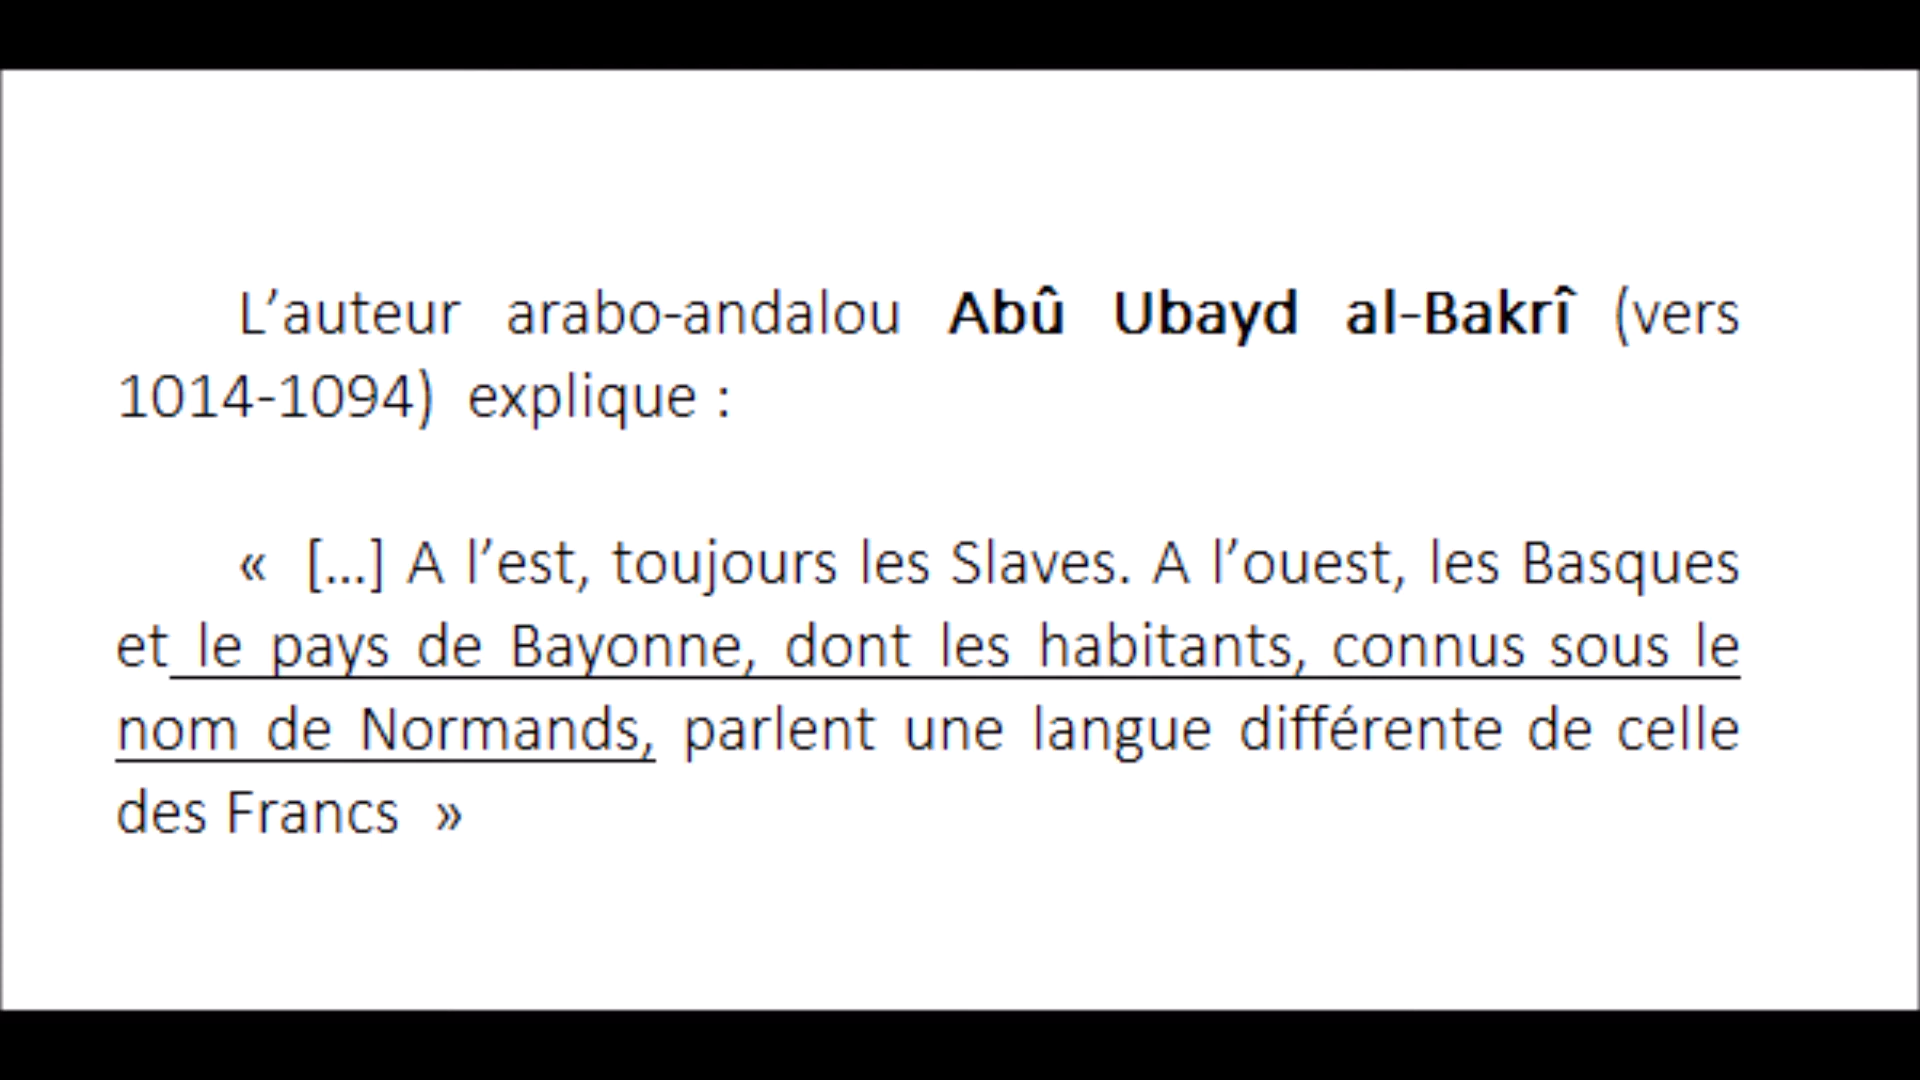 L’auteur arabo-andalou Abû Ubayd al-Bakrî (vers
1014-1094) explique :
« […] A l’est, toujours les Slaves. A l’ouest, les Basques
et le pays de Bayonne, dont les habitants, connus sous le
nom de Normands, parlent une langue différente de celle
des Francs »